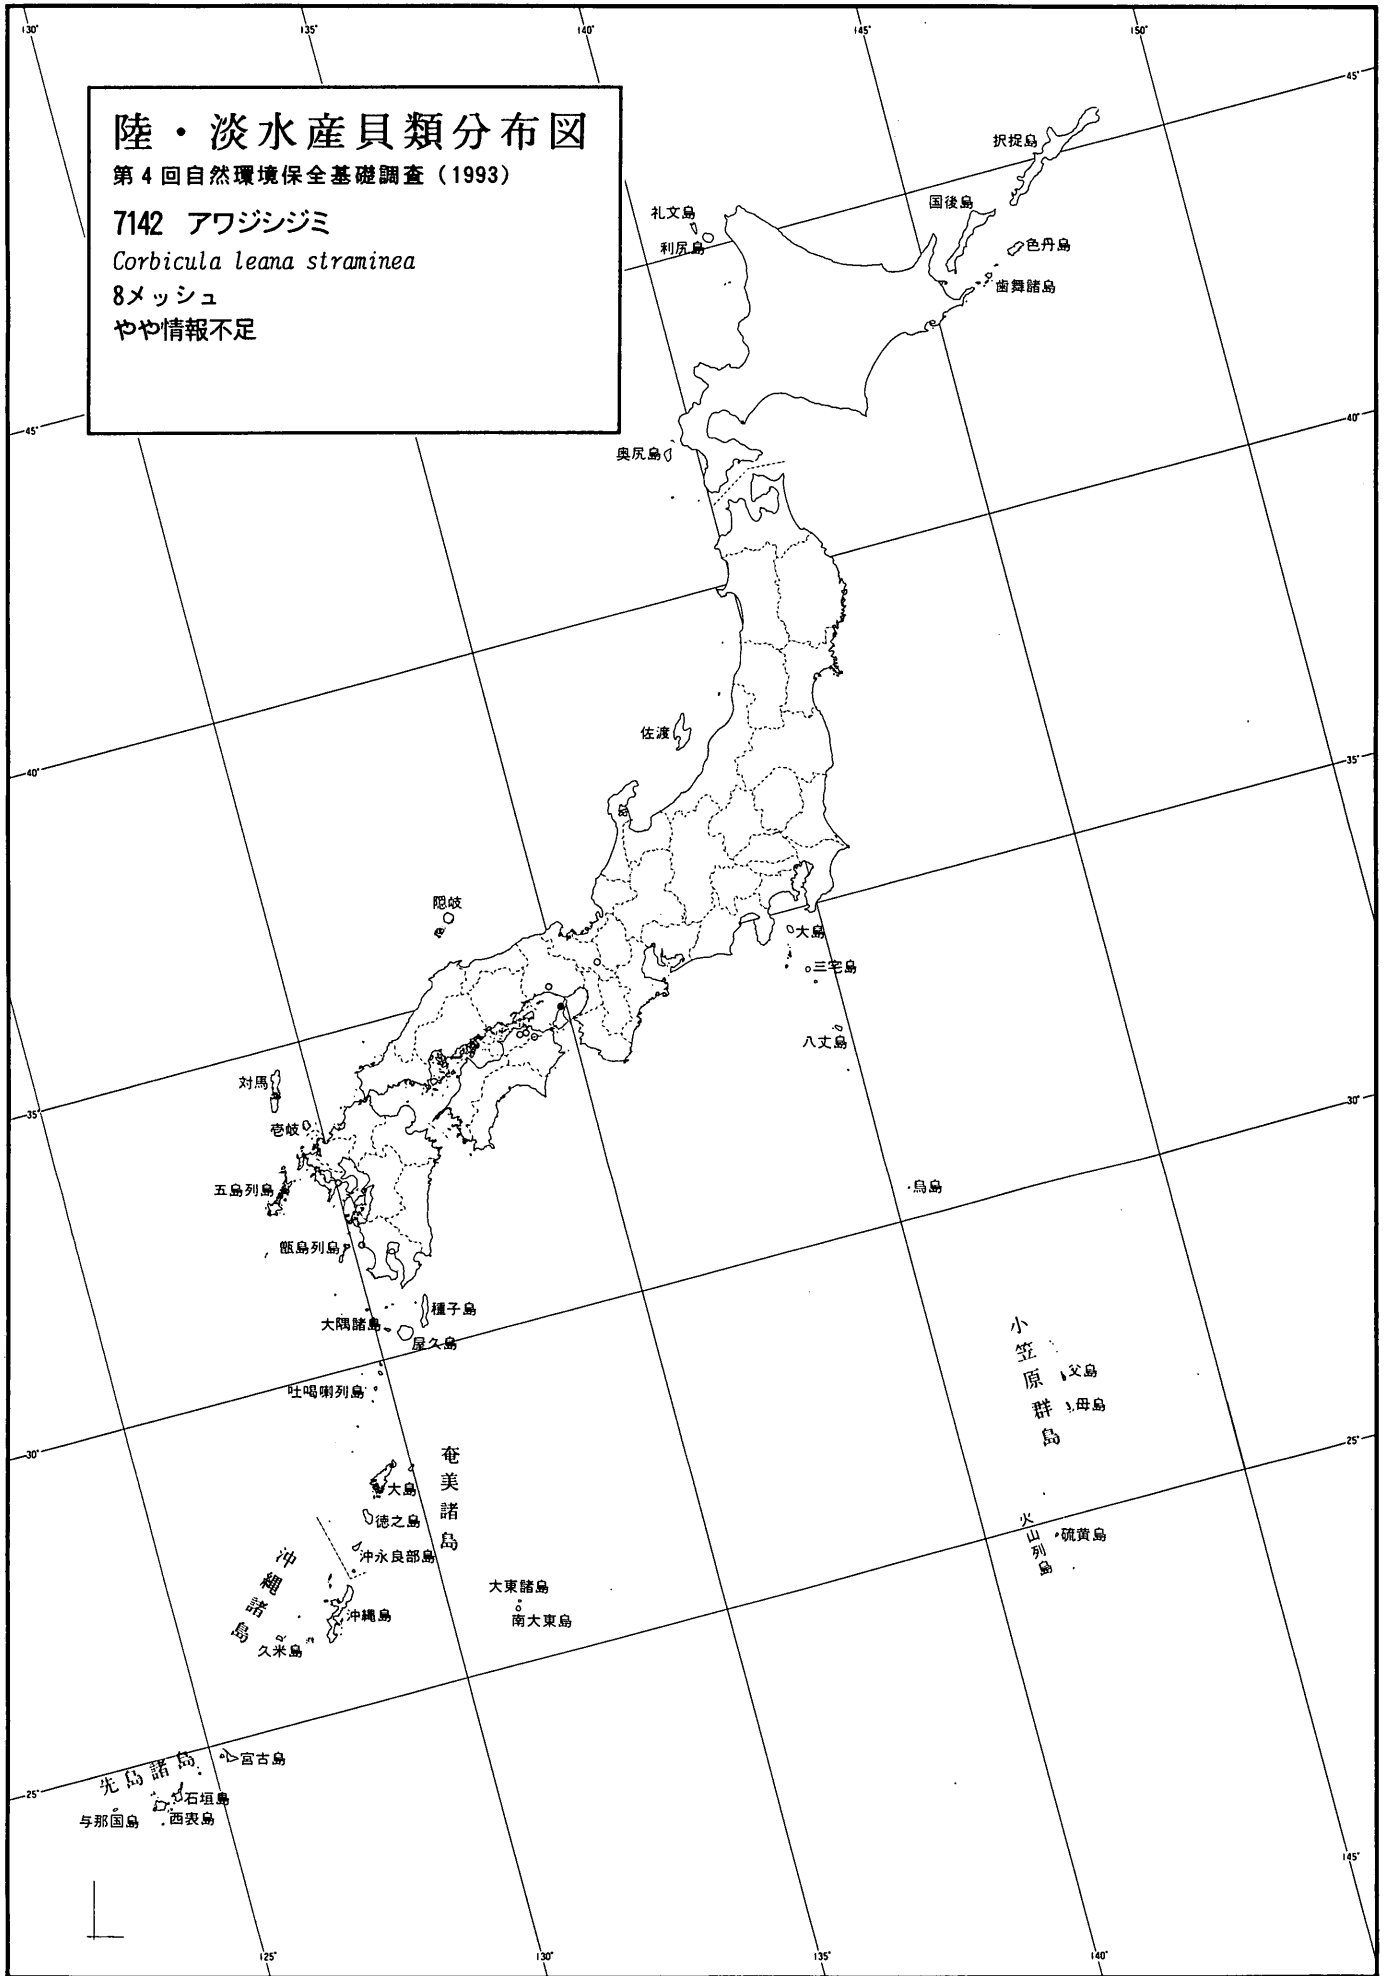 130°
135°
140°
145°
150°
陸・淡水産貝類分布図
第4回自然環境保全基礎調査（1993）
7142 アワジシジミ
Corbicula leana straminea
8メッシュ
やや情報不足
45°
択捉島
国後島
色丹島
歯舞諸島
礼文島
利尻島
45°
40°
奥尻島
佐渡
40°
35°
隠岐
大島
三宅島
八丈島
対馬
壱岐
35°
30°
五島列島
甑島列島
鳥島
種子島
大隅諸島
屋久島
吐噶喇列島
小笠原群島
父島
母島
30°
25°
奄美諸島
大島
徳之島
沖永良部島
火山列島
硫黄島
沖縄諸島
沖縄島
久米島
大東諸島
南大東島
先島諸島
宮古島
25°
石垣島
与那国島
西表島
145°
125°
130°
135°
140°